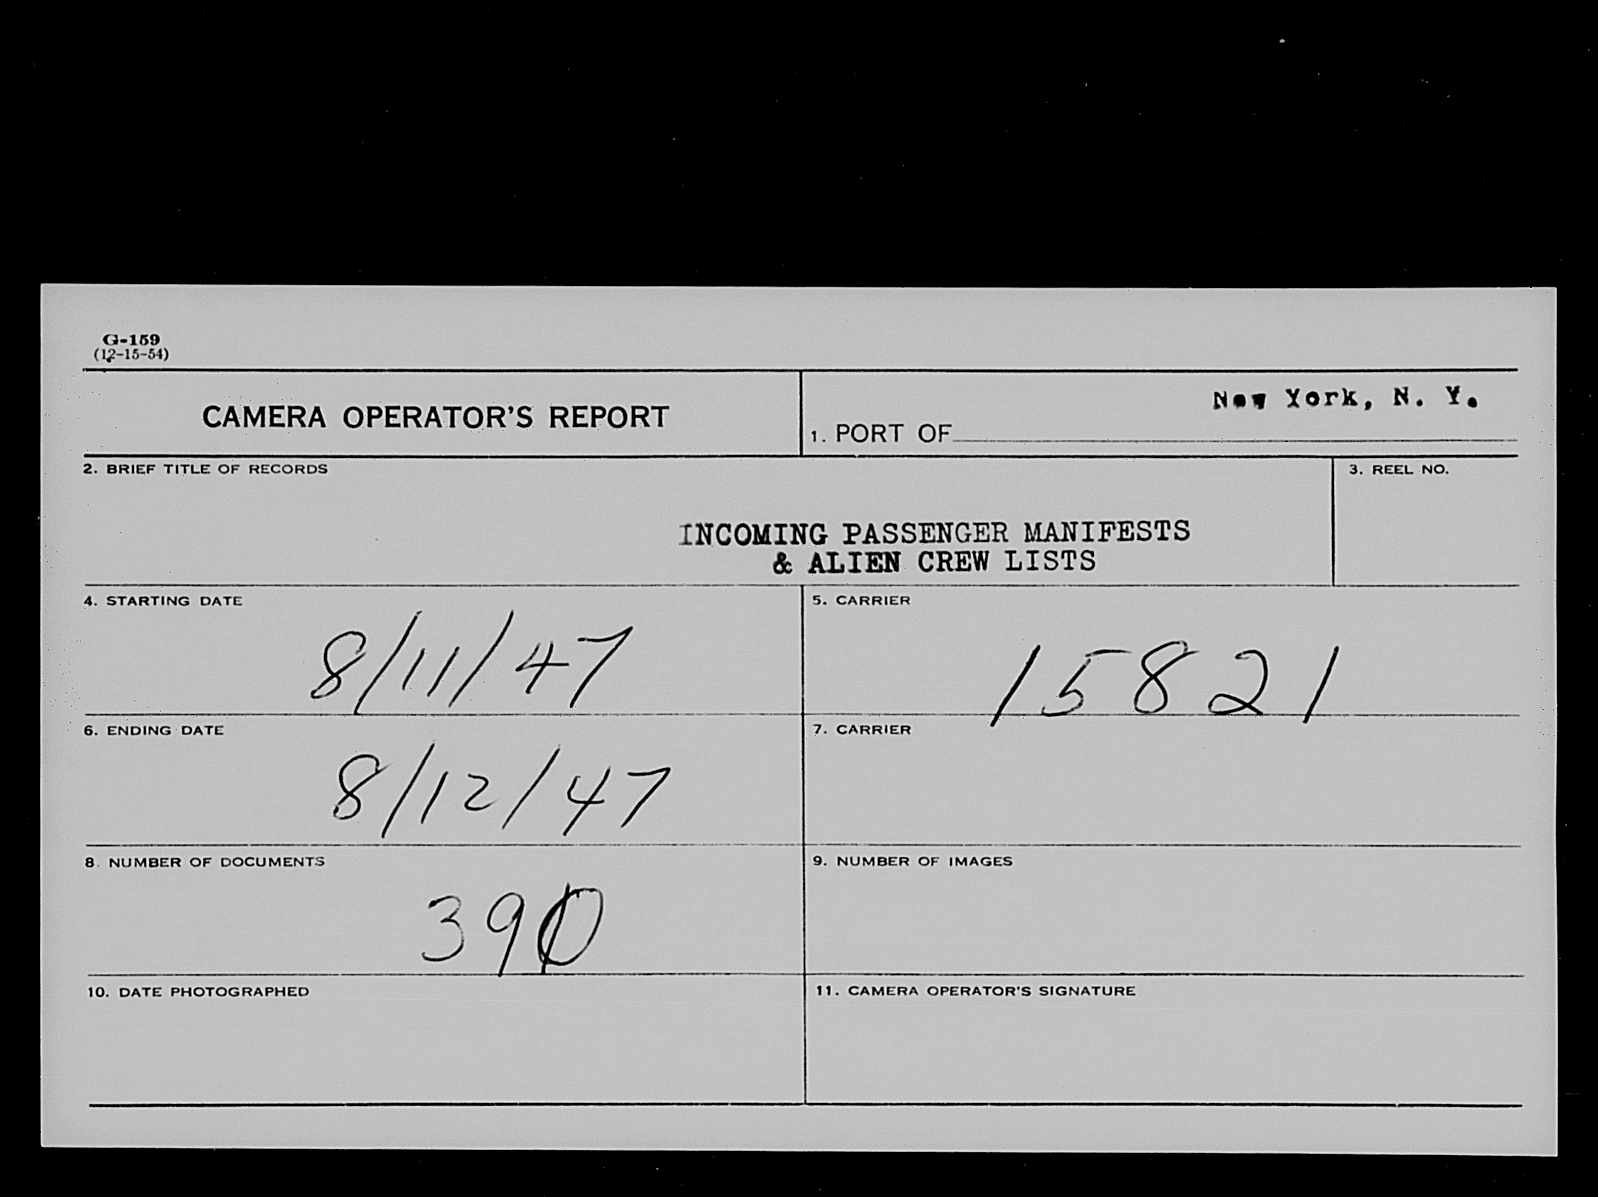 G-159
(12-15-54)
CAMERA OPERATOR'S REPORT
1. PORT OF New York, N. Y.
2. BRIEF TITLE OF RECORDS
3. REEL NO.
INCOMING PASSENGER MANIFESTS
& ALIEN CREW LISTS
4. STARTING DATE
8/11/47
5. CARRIER
15821
6. ENDING DATE
8/12/47
7. CARRIER
8. NUMBER OF DOCUMENTS
390
9. NUMBER OF IMAGES
10. DATE PHOTOGRAPHED
11. CAMERA OPERATOR'S SIGNATURE